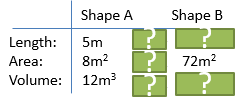 Shape A Shape B
Length: 5m ? ?
Area: 8m² ? 72m²
Volume: 12m³ ? ?